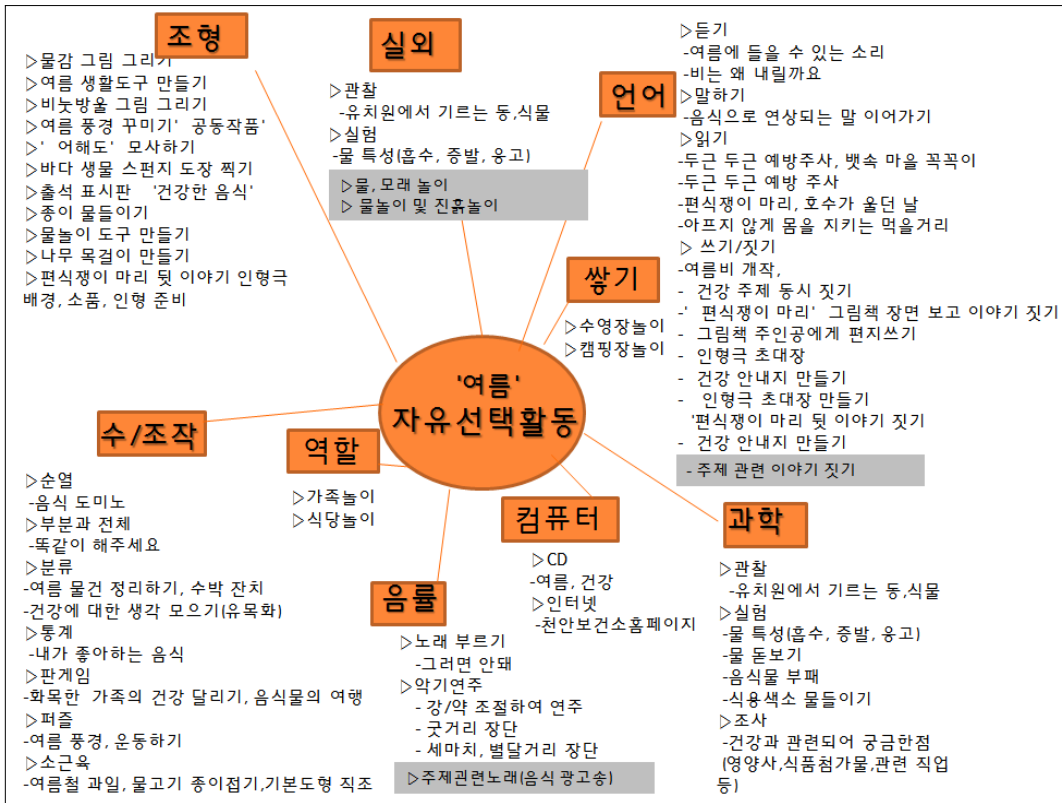 조형
▷물감 그림 그리기
▷여름 생활도구 만들기
▷비눗방울 그림 그리기
▷여름 풍경 꾸미기' 공동작품'
▷' 어해도' 모사하기
▷바다 생물 스펀지 도장 찍기
▷출석 표시판 '건강한 음식'
▷종이 물들이기
▷물놀이 도구 만들기
▷나무 목걸이 만들기
▷편식쟁이 마리 뒷 이야기 인형극
배경, 소품, 인형 준비
실외
▷관찰
-유치원에서 기르는 동,식물
▷실험
-물 특성(흡수, 증발, 응고)
▷물, 모래 놀이
▷ 물놀이 및 진흙놀이
언어
▷듣기
-여름에 들을 수 있는 소리
-비는 왜 내릴까요
▷말하기
-음식으로 연상되는 말 이어가기
▷읽기
-두근 두근 예방주사, 뱃속 마을 꼭꼭이
-두근 두근 예방 주사
-편식쟁이 마리, 호수가 울던 날
-아프지 않게 몸을 지키는 먹을거리
▷ 쓰기/짓기
-여름비 개작,
- 건강 주제 동시 짓기
-' 편식쟁이 마리' 그림책 장면 보고 이야기 짓기
- 그림책 주인공에게 편지쓰기
- 인형극 초대장
- 건강 안내지 만들기
- 인형극 초대장 만들기
'편식쟁이 마리 뒷 이야기 짓기
- 건강 안내지 만들기
- 주제 관련 이야기 짓기
쌓기
▷수영장놀이
▷캠핑장놀이
'여름'
자유선택활동
수/조작
▷순열
-음식 도미노
▷부분과 전체
-똑같이 해주세요
▷분류
-여름 물건 정리하기, 수박 잔치
-건강에 대한 생각 모으기(유목화)
▷통계
-내가 좋아하는 음식
▷판게임
-화목한 가족의 건강 달리기, 음식물의 여행
▷퍼즐
-여름 풍경, 운동하기
▷소근육
-여름철 과일, 물고기 종이접기,기본도형 직조
역할
▷가족놀이
▷식당놀이
음률
▷노래 부르기
-그러면 안돼
▷악기연주
- 강/약 조절하여 연주
- 굿거리 장단
- 세마치, 별달거리 장단
▷주제관련노래(음식 광고송)
컴퓨터
▷CD
-여름, 건강
▷인터넷
-천안보건소홈페이지
과학
▷관찰
-유치원에서 기르는 동,식물
▷실험
-물 특성(흡수, 증발, 응고)
-물 돋보기
-음식물 부패
-식용색소 물들이기
▷조사
-건강과 관련되어 궁금한점
(영양사,식품첨가물,관련 직업
등)